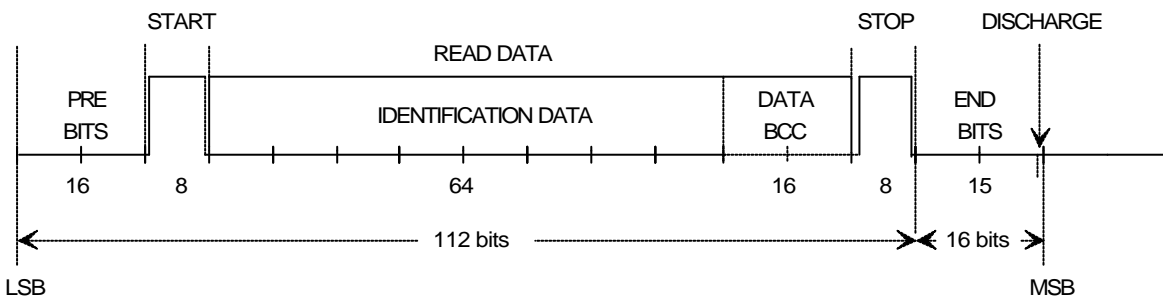 START STOP DISCHARGE
READ DATA
PRE BITS
IDENTIFICATION DATA
DATA BCC
END BITS
16 8 64 16 8 15
112 bits 16 bits
LSB MSB